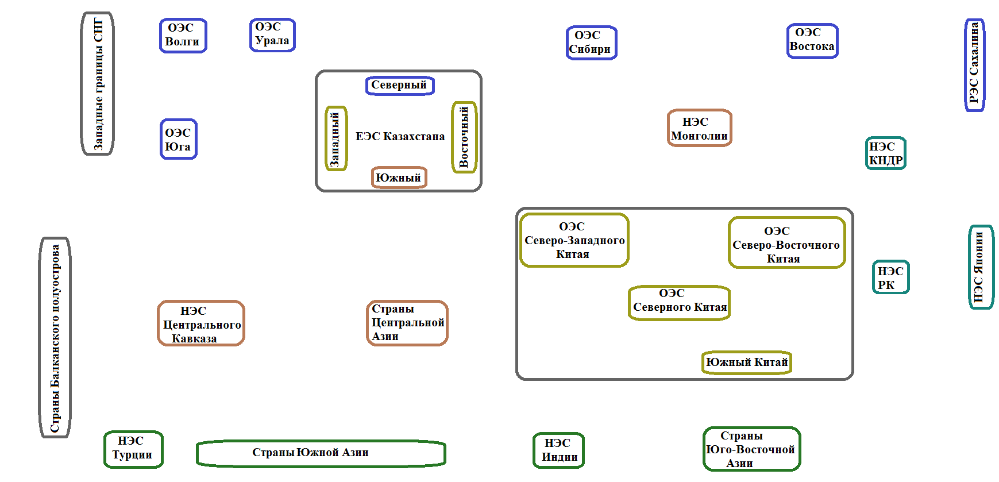 Западные границы СНГ
ОЭС
Волги
ОЭС
Урала
ОЭС
Сибири
ОЭС
Востока
РЭС Сахалина
ОЭС
Юга
Северный
Западный
ЕЭС Казахстана
Восточный
Южный
НЭС
Монголии
НЭС
КНДР
Страны Балканского полуострова
ОЭС
Северо-Западного
Китая
ОЭС
Северо-Восточного
Китая
ОЭС
Северного Китая
Южный Китай
НЭС
РК
НЭС Японии
НЭС
Центрального
Кавказа
Страны
Центральной
Азии
НЭС
Турции
Страны Южной Азии
НЭС
Индии
Страны
Юго-Восточной
Азии